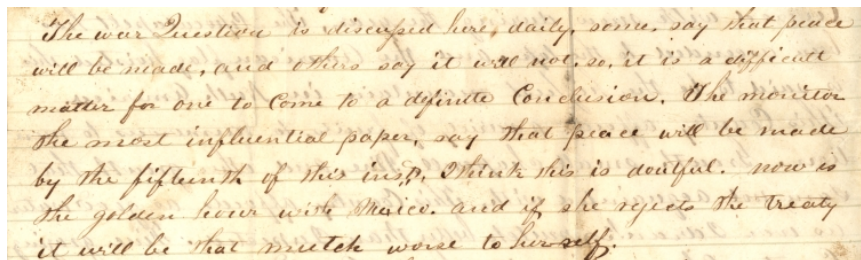 The war Question is discussed here, daily, some, say that peace
will be made, and others say it will not. so, it is a difficult
matter for one to Come to a definite Conclusion. The monitor
the most influential paper, say that peace will be made
by the fifteenth of this inst, I think this is doutful. now is
the golden hour with Mexico. and if she rejects the treaty
it will be that mutch worse to herself.